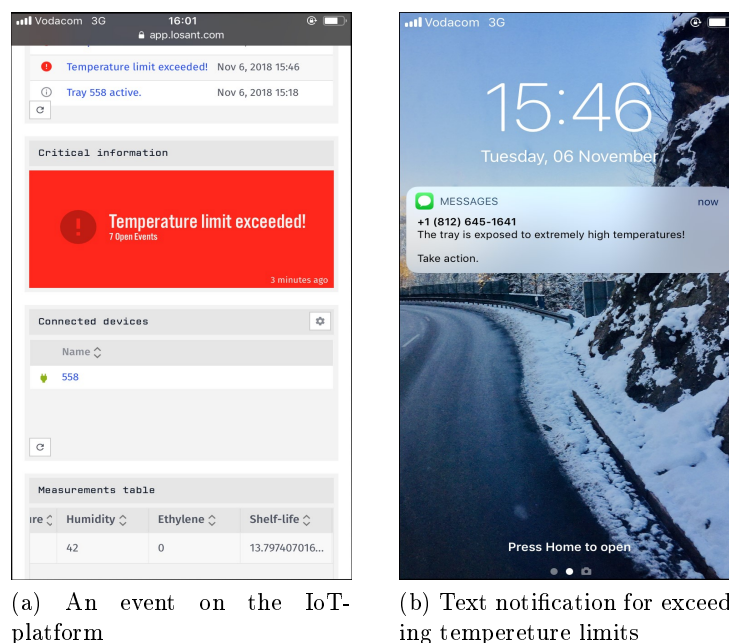 Vodacom 3G 16:01
app.losant.com
Temperature limit exceeded! Nov 6, 2018 15:46
Tray 558 active. Nov 6, 2018 15:18
Critical information
Temperature limit exceeded!
7 Open Events
3 minutes ago
Connected devices
Name
558
Measurements table
ire Humidity Ethylene Shelf-life
42 0 13.797407016...
(a) An event on the IoT-
platform
Vodacom 3G
15:46
Tuesday, 06 November
MESSAGES now
+1 (812) 645-1641
The tray is exposed to extremely high temperatures!
Take action.
Press Home to open
(b) Text notification for exceed
ing tempereture limits